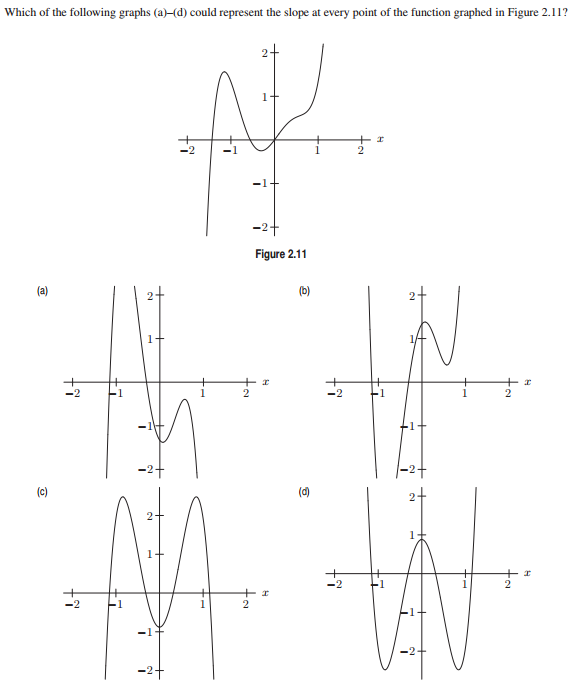 Which of the following graphs (a)–(d) could represent the slope at every point of the function graphed in Figure 2.11?
2
1
−2 −1 1 2 x
−1
−2
Figure 2.11
(a)
2
1
−2 −1 1 2 x
−1
−2
(b)
2
1
−2 −1 1 2 x
−1
−2
(c)
2
1
−2 −1 1 2 x
−1
−2
(d)
2
1
−2 −1 1 2 x
−1
−2